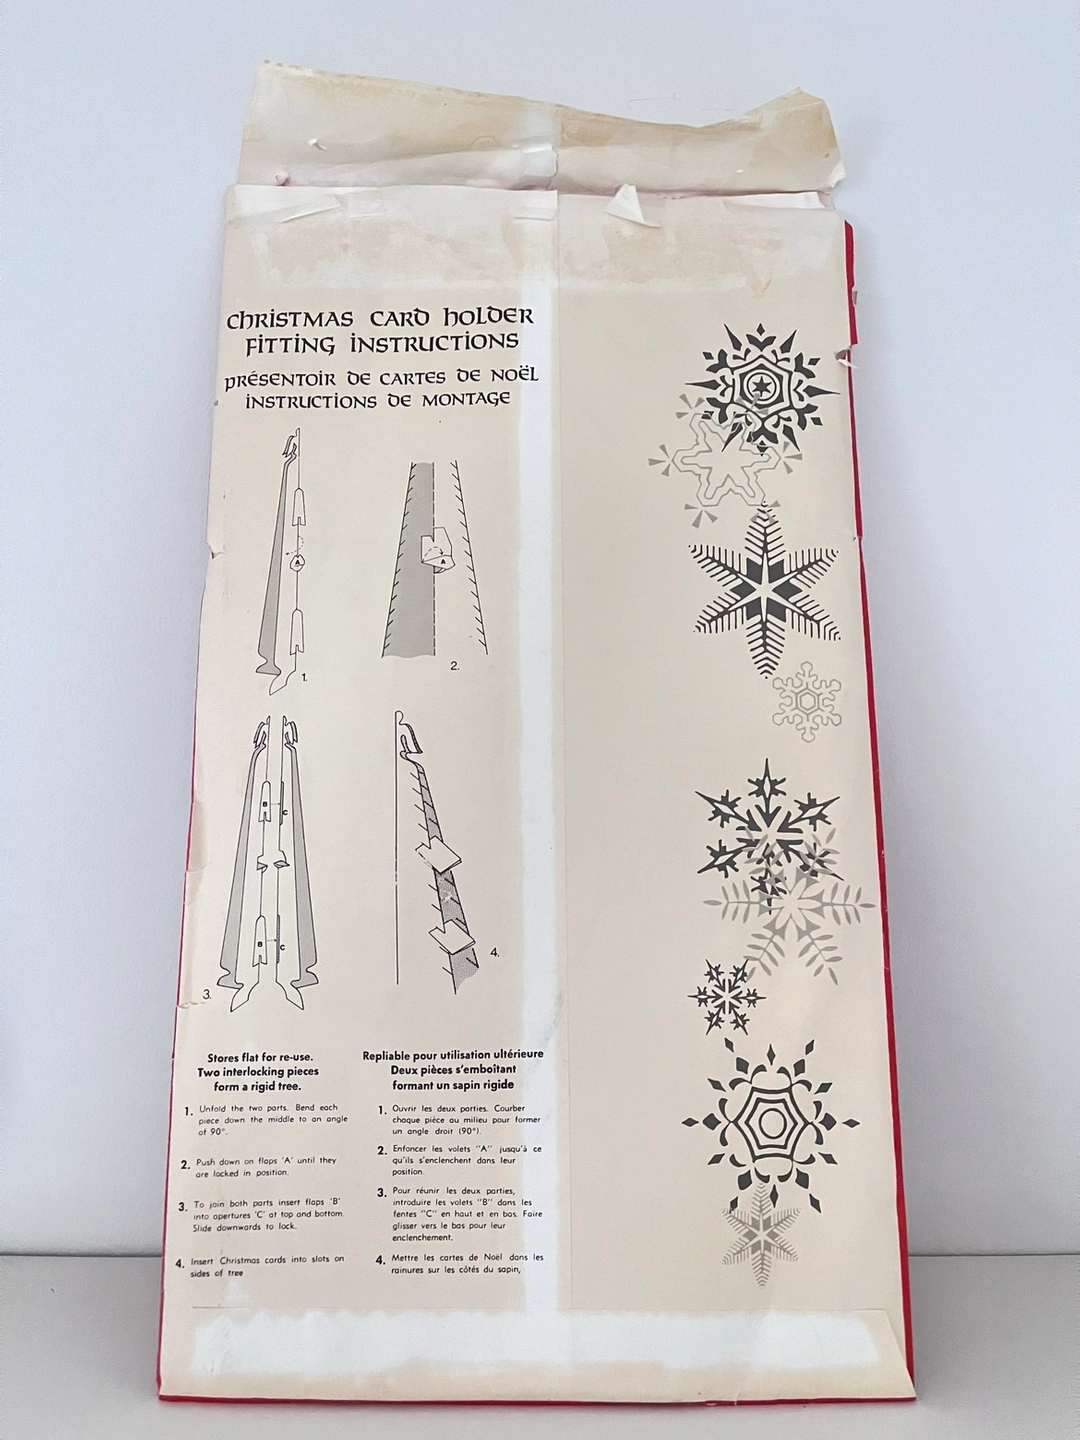 Christmas Card Holder
Fitting Instructions
Présentoir de Cartes de Noël
Instructions de Montage
A
1.
A
2.
B
C
B
C
3.
4.
Stores flat for re-use.
Two interlocking pieces
form a rigid tree.
1. Unfold the two parts. Bend each
piece down the middle to an angle
of 90°.
2. Push down on flaps 'A' until they
are locked in position.
3. To join both parts insert flaps 'B'
into apertures 'C' at top and bottom.
Slide downwards to lock.
4. Insert Christmas cards into slots on
sides of tree
Repliable pour utilisation ultérieure
Deux pièces s'emboîtant
formant un sapin rigide
1. Ouvrir les deux parties. Courber
chaque pièce au milieu pour former
un angle droit (90°).
2. Enfoncer les volets "A" jusqu'à ce
qu'ils s'enclenchent dans leur
position.
3. Pour réunir les deux parties,
introduire les volets "B" dans les
fentes "C" en haut et en bas. Faire
glisser vers le bas pour leur
enclenchement.
4. Mettre les cartes de Noël dans les
rainures sur les côtés du sapin,